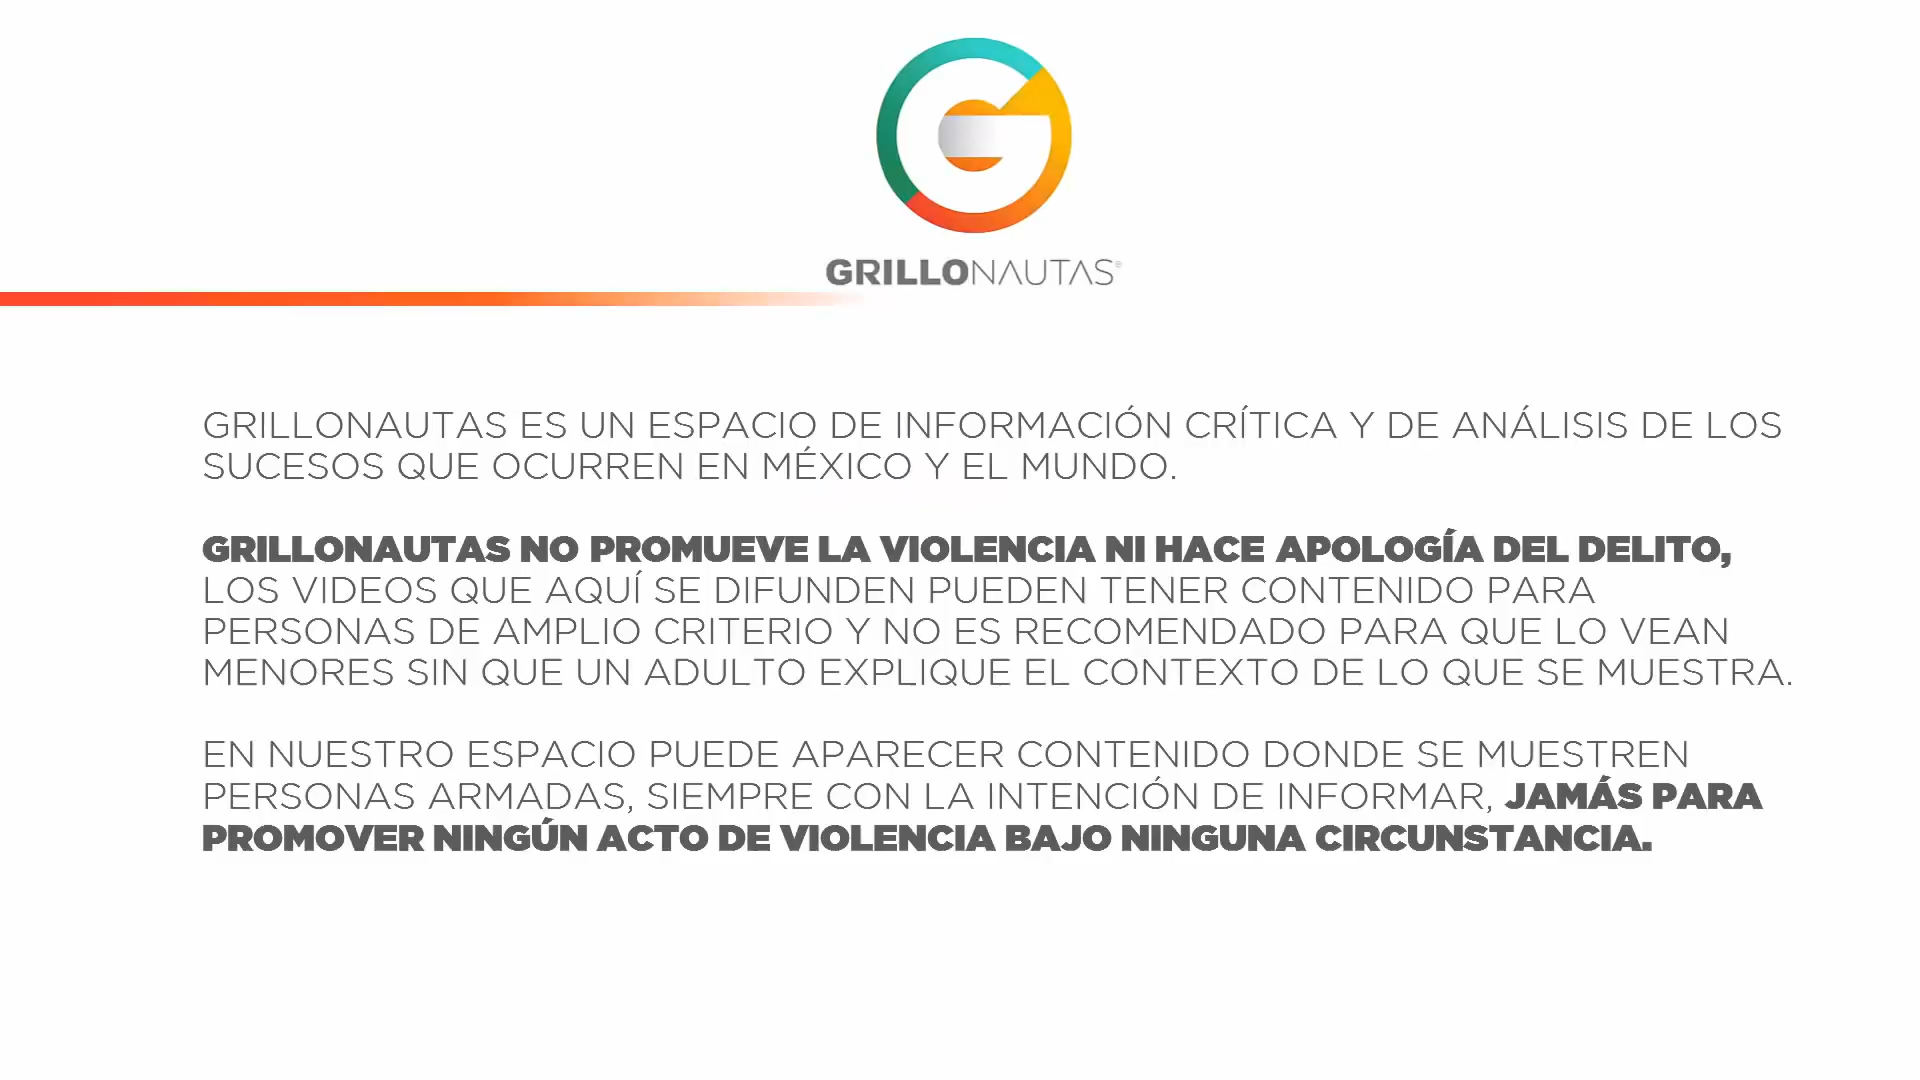 GRILLONAUTAS®
GRILLONAUTAS ES UN ESPACIO DE INFORMACIÓN CRÍTICA Y DE ANÁLISIS DE LOS
SUCESOS QUE OCURREN EN MÉXICO Y EL MUNDO.
GRILLONAUTAS NO PROMUEVE LA VIOLENCIA NI HACE APOLOGÍA DEL DELITO,
LOS VIDEOS QUE AQUÍ SE DIFUNDEN PUEDEN TENER CONTENIDO PARA
PERSONAS DE AMPLIO CRITERIO Y NO ES RECOMENDADO PARA QUE LO VEAN
MENORES SIN QUE UN ADULTO EXPLIQUE EL CONTEXTO DE LO QUE SE MUESTRA.
EN NUESTRO ESPACIO PUEDE APARECER CONTENIDO DONDE SE MUESTREN
PERSONAS ARMADAS, SIEMPRE CON LA INTENCIÓN DE INFORMAR, JAMÁS PARA
PROMOVER NINGÚN ACTO DE VIOLENCIA BAJO NINGUNA CIRCUNSTANCIA.